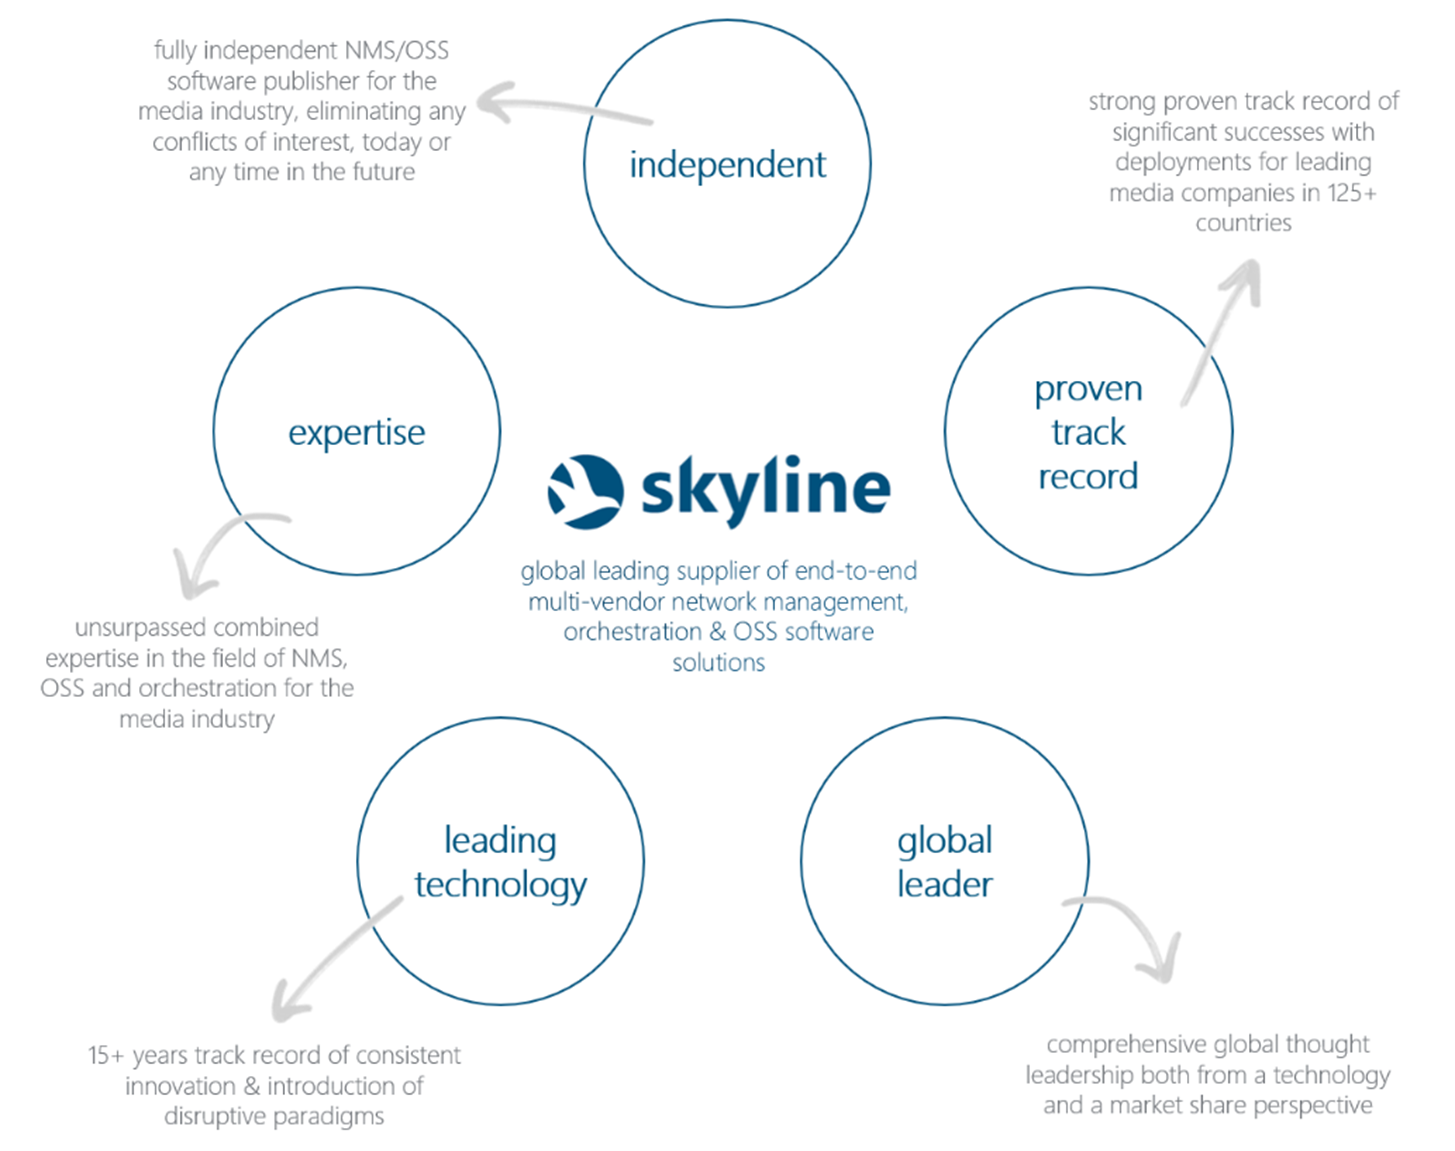 fully independent NMS/OSS
software publisher for the
media industry, eliminating any
conflicts of interest, today or
any time in the future
independent
strong proven track record of
significant successes with
deployments for leading
media companies in 125+
countries
proven
track
record
expertise
unsurpassed combined
expertise in the field of NMS,
OSS and orchestration for the
media industry
skyline
global leading supplier of end-to-end
multi-vendor network management,
orchestration & OSS software
solutions
leading
technology
15+ years track record of consistent
innovation & introduction of
disruptive paradigms
global
leader
comprehensive global thought
leadership both from a technology
and a market share perspective